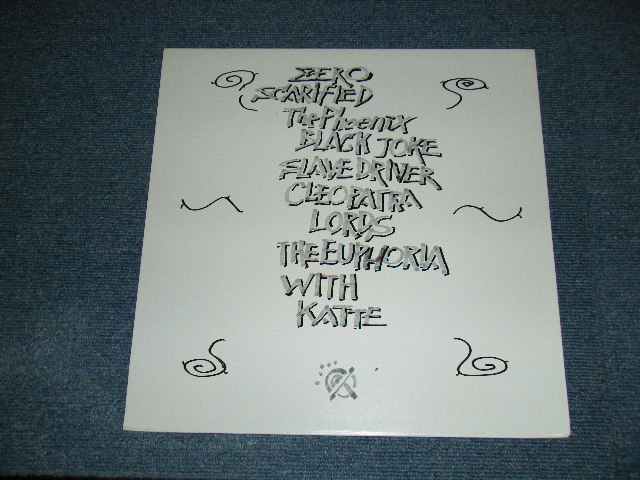 ZERO
SCARIFIED
The Phoenix
BLACK JOKE
SLAVE DRIVER
CLEOPATRA
LORDS
THE EUPHORIA
WITH
KATTE